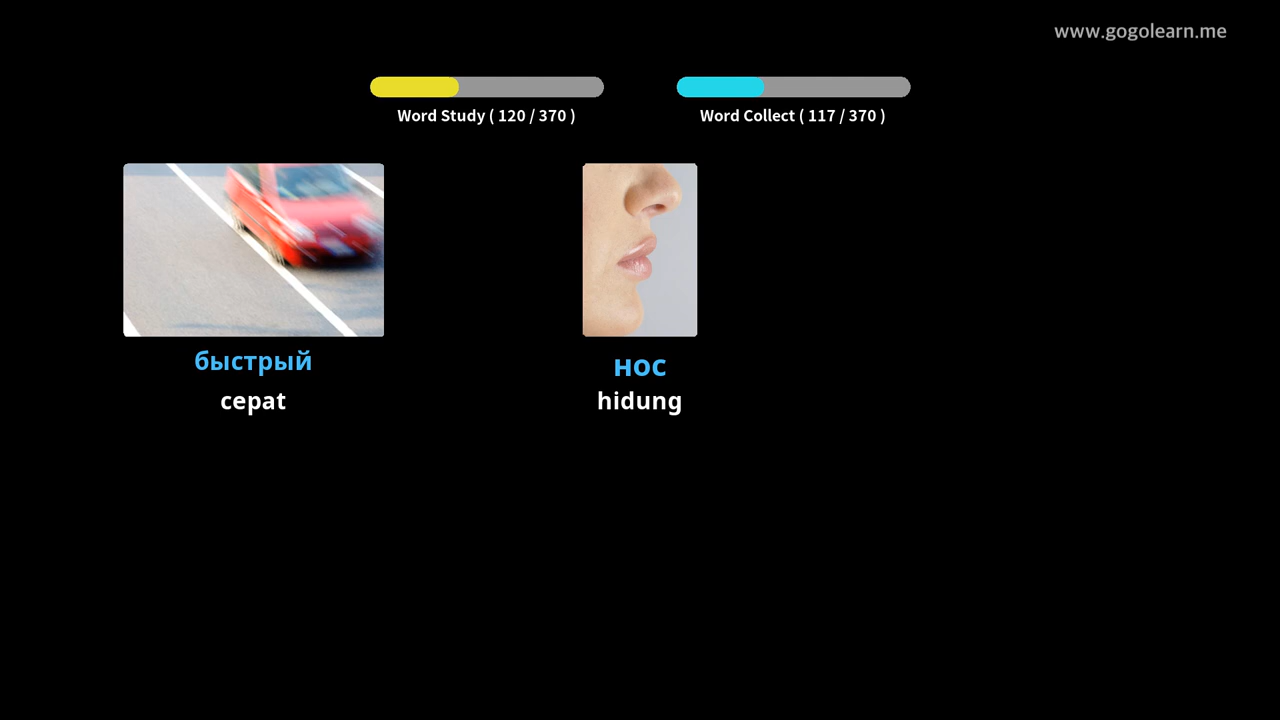 www.gogolearn.me
Word Study ( 120 / 370 )
Word Collect ( 117 / 370 )
быстрый
cepat
нос
hidung